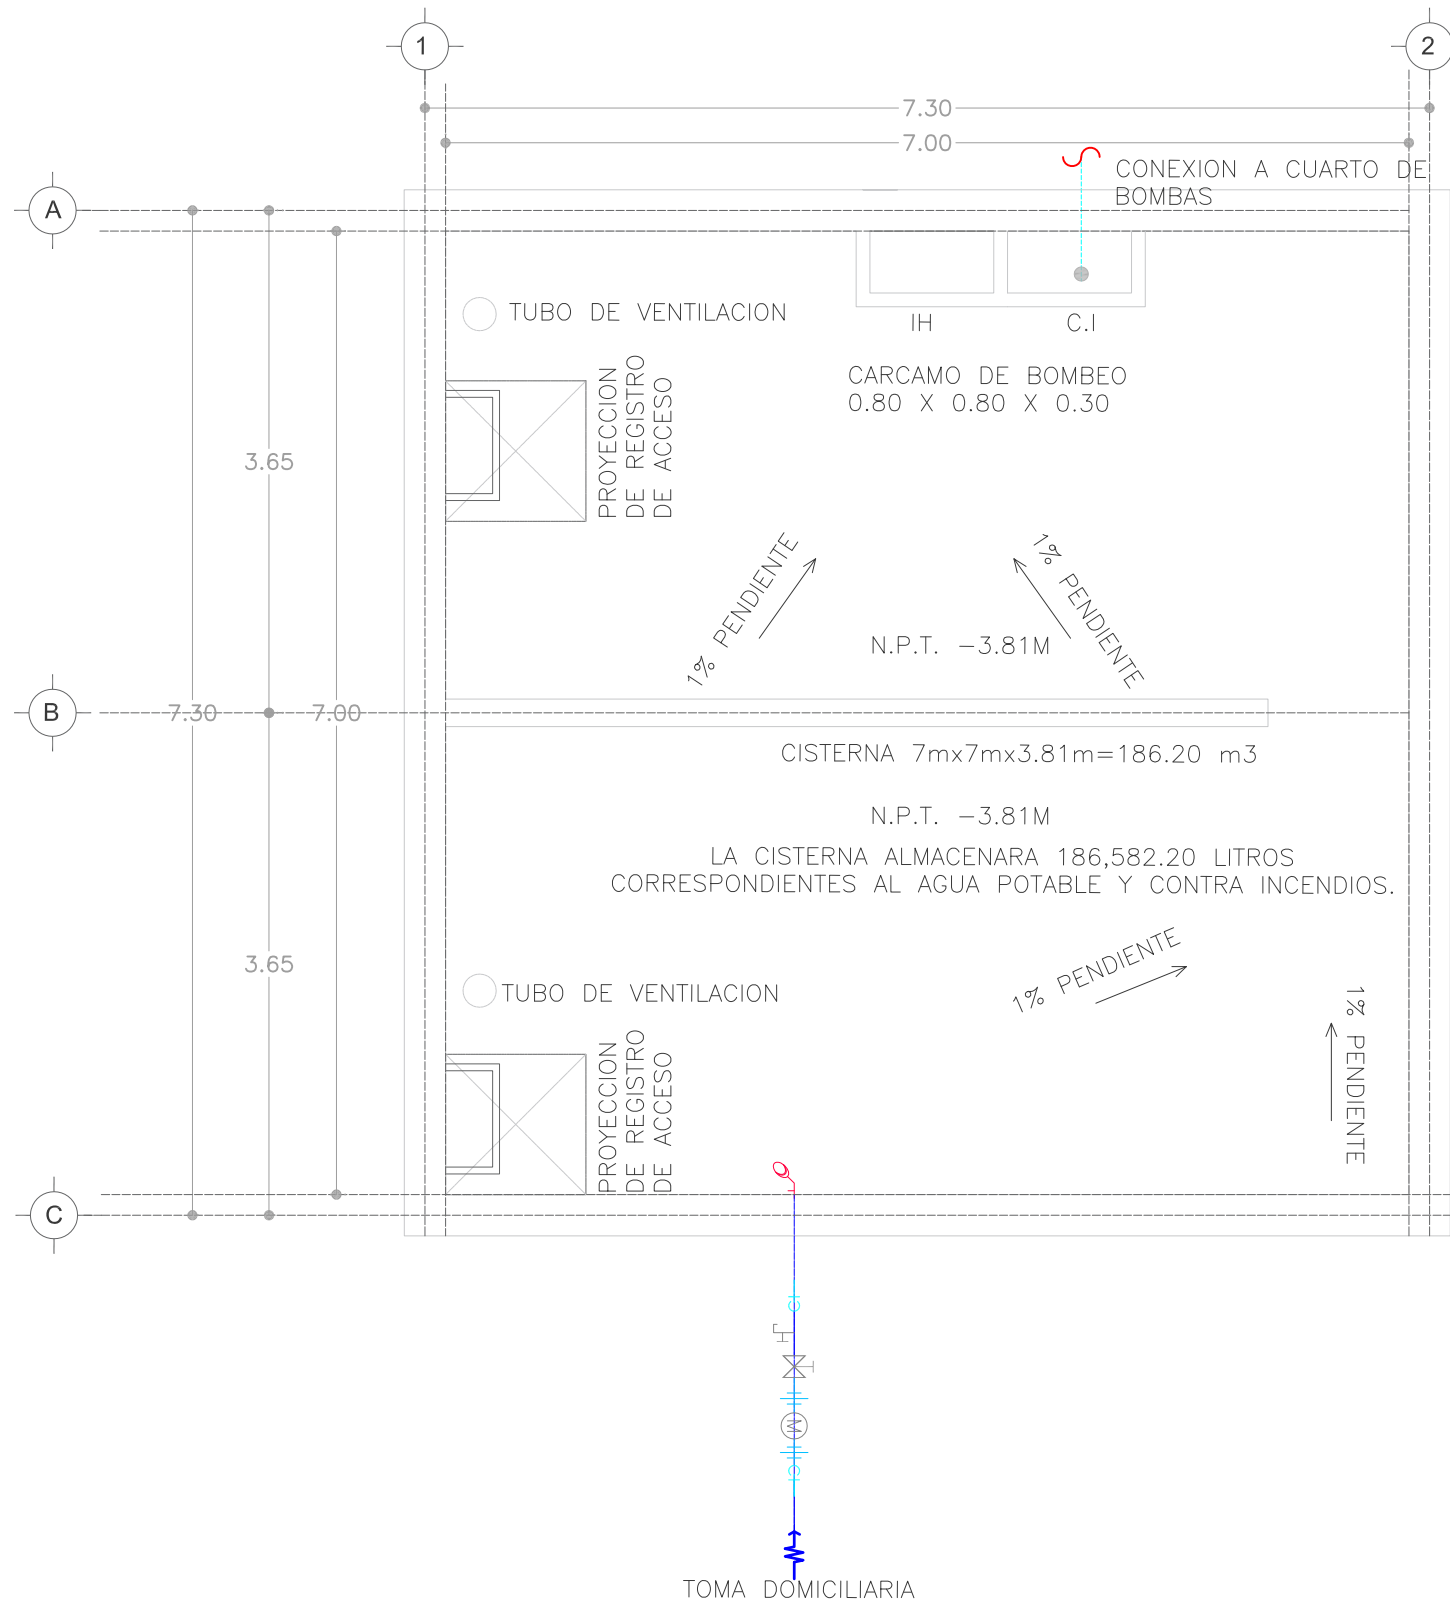 1
2
7.30
7.00
CONEXION A CUARTO DE
BOMBAS
A
TUBO DE VENTILACION
IH
C.I
CARCAMO DE BOMBEO
0.80 X 0.80 X 0.30
PROYECCION
DE REGISTRO
DE ACCESO
3.65
1% PENDIENTE
1% PENDIENTE
N.P.T. -3.81M
B
7.30
7.00
CISTERNA 7mx7mx3.81m=186.20 m3
N.P.T. -3.81M
LA CISTERNA ALMACENARA 186,582.20 LITROS
CORRESPONDIENTES AL AGUA POTABLE Y CONTRA INCENDIOS.
3.65
1% PENDIENTE
TUBO DE VENTILACION
1% PENDIENTE
PROYECCION
DE REGISTRO
DE ACCESO
C
M
TOMA DOMICILIARIA